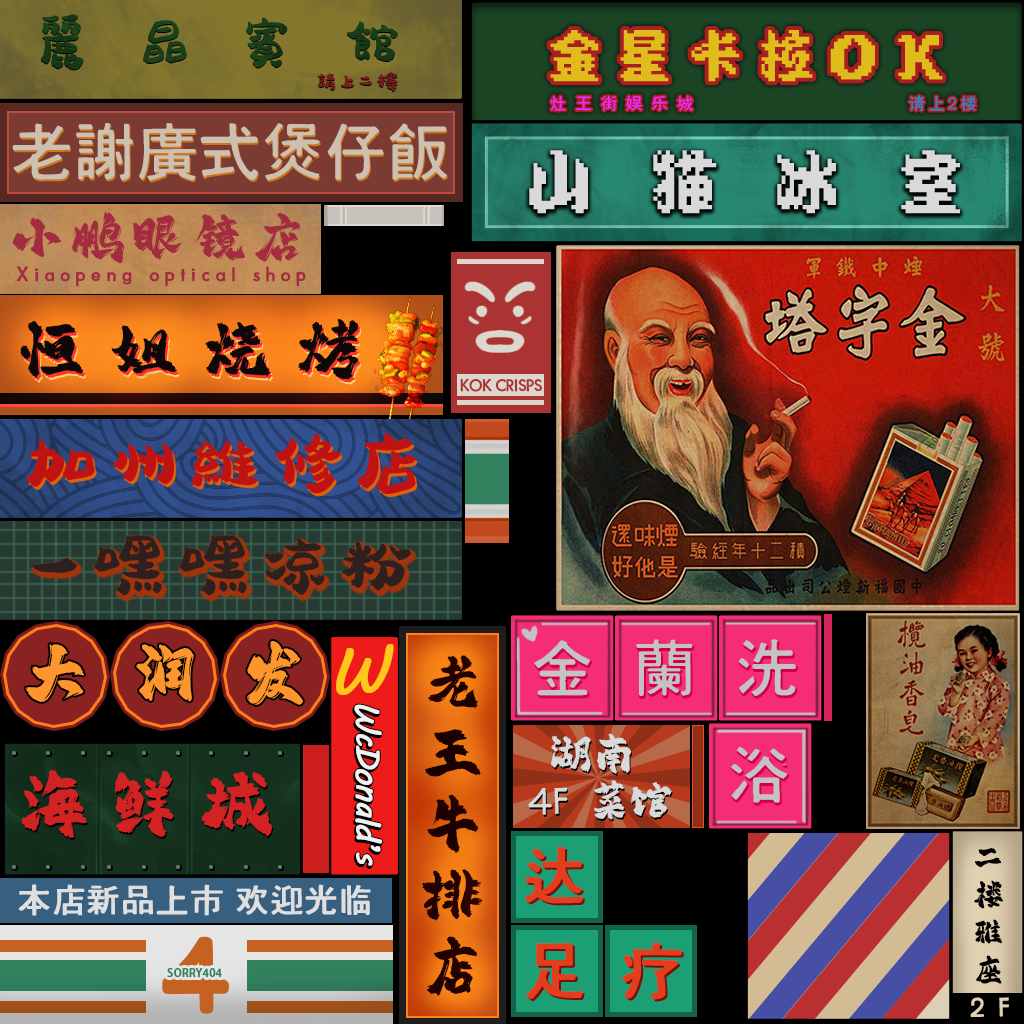 麗晶賓館
請上二樓
金星卡拉OK
灶王街娱乐城
请上2楼
老謝廣式煲仔飯
山猫冰室
小鹏眼镜店
Xiaopeng optical shop
恒姐烧烤
KOK CRISPS
軍鐵中煙
塔字金
大號
還味煙
好他是
驗經年十二積
品出司公煙新福國中
加州維修店
一嘿嘿凉粉
大润发
W
WcDonald's
老王牛排店
金蘭洗浴
欖油香皂
湖南
4F 菜馆
海鲜城
本店新品上市 欢迎光临
4
SORRY404
达
足疗
二楼雅座
2F